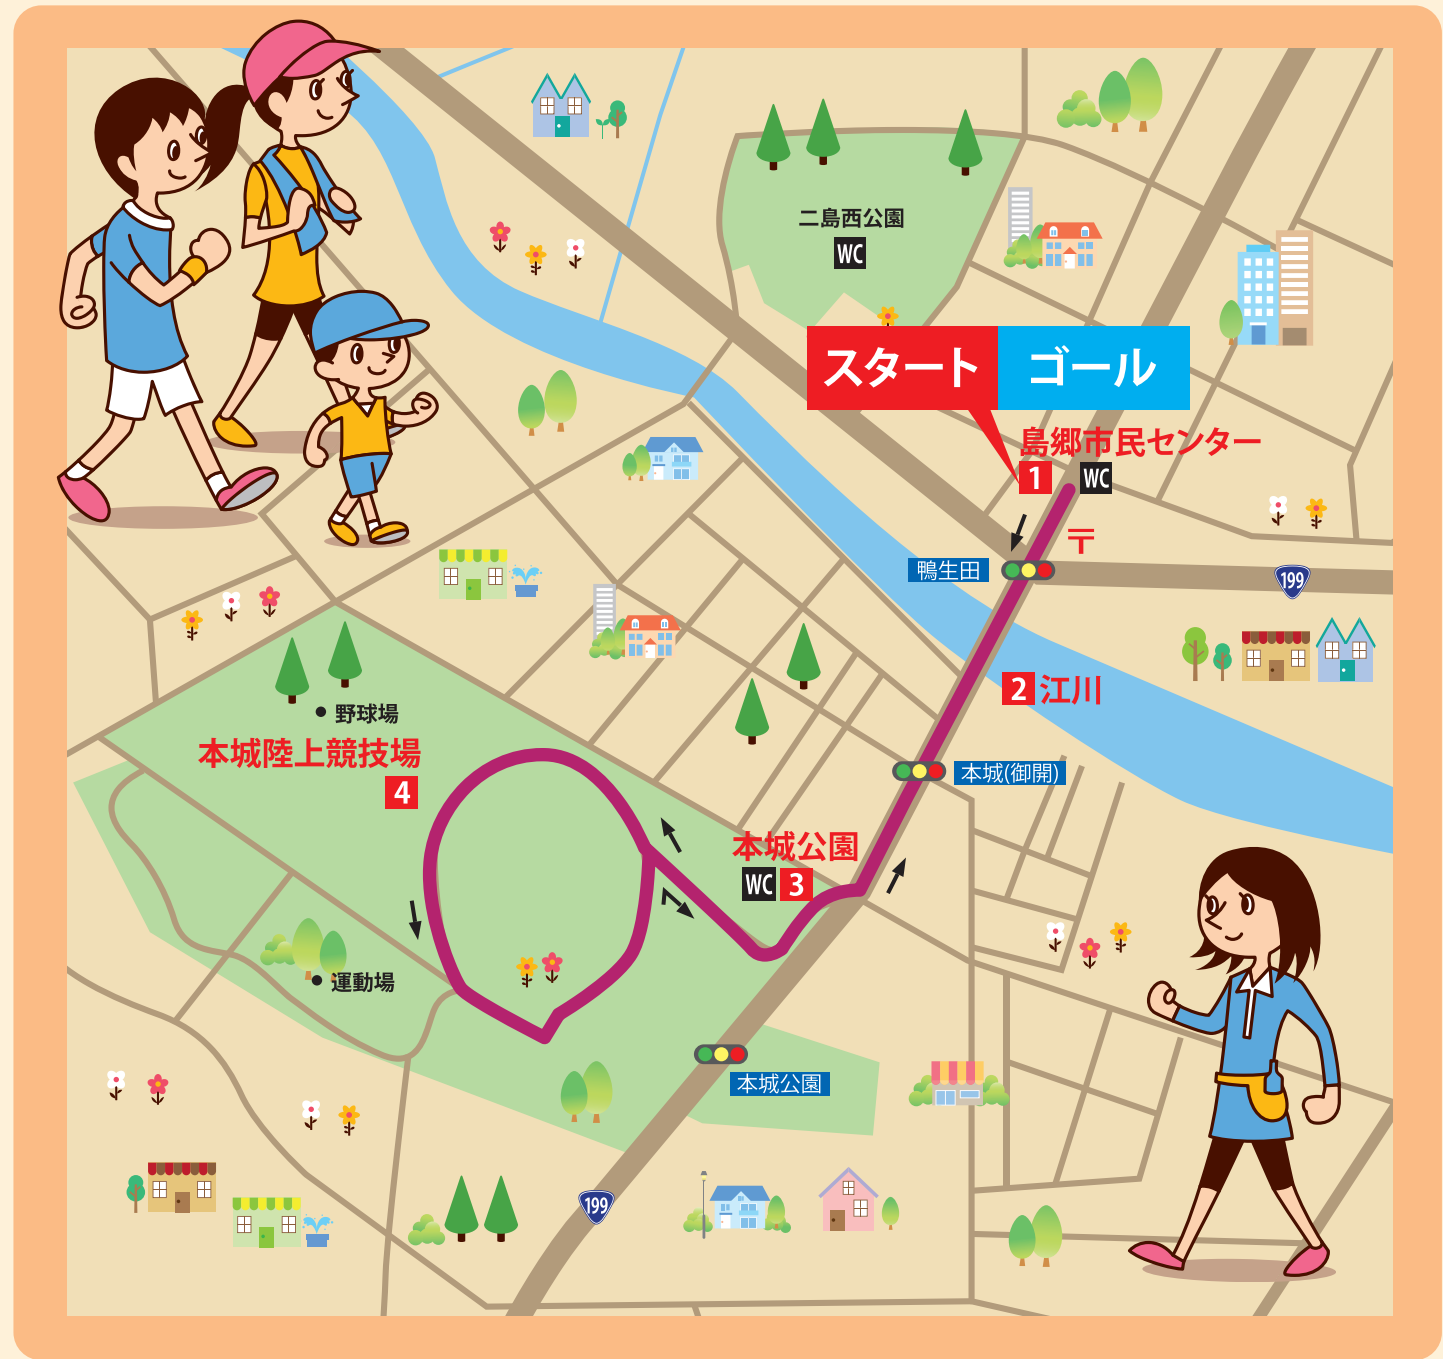 二島西公園
WC
スタート ゴール
島郷市民センター
1 WC
〒
鴨生田
199
2 江川
野球場
本城陸上競技場
4
本城(御開)
本城公園
WC 3
運動場
本城公園
199